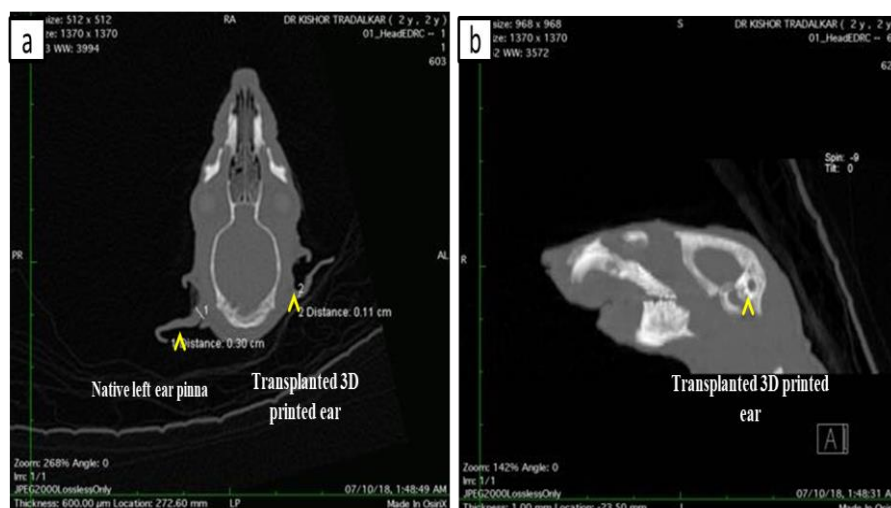 a
size: 512 x 512
size: 1370 x 1370
WW: 3994
RA
DR KISHOR TRADALKAR ( 2 y , 2 y )
01_HeadEDRC -- 1
1
603
PR
AL
1
2
2 Distance: 0.11 cm
Distance: 0.30 cm
Native left ear pinna
Transplanted 3D
printed ear
Zoom: 268% Angle: 0
Im: 1/1
JPEG2000LosslessOnly
Thickness: 600.00 µm Location: 272.60 mm
LP
07/10/18, 1:48:49 AM
Made In OsiriX
b
size: 968 x 968
size: 1370 x 1370
WW: 3572
S
DR KISHOR TRADALKAR ( 2 y , 2 y )
01_HeadEDRC --
Spin: -9
Tilt: 0
R
Transplanted 3D printed
ear
A
Zoom: 142% Angle: 0
Im: 1/1
JPEG2000LosslessOnly
Thickness: 1.00 mm Location: -23.50 mm
I
07/10/18, 1:48:31
Made In OsiriX